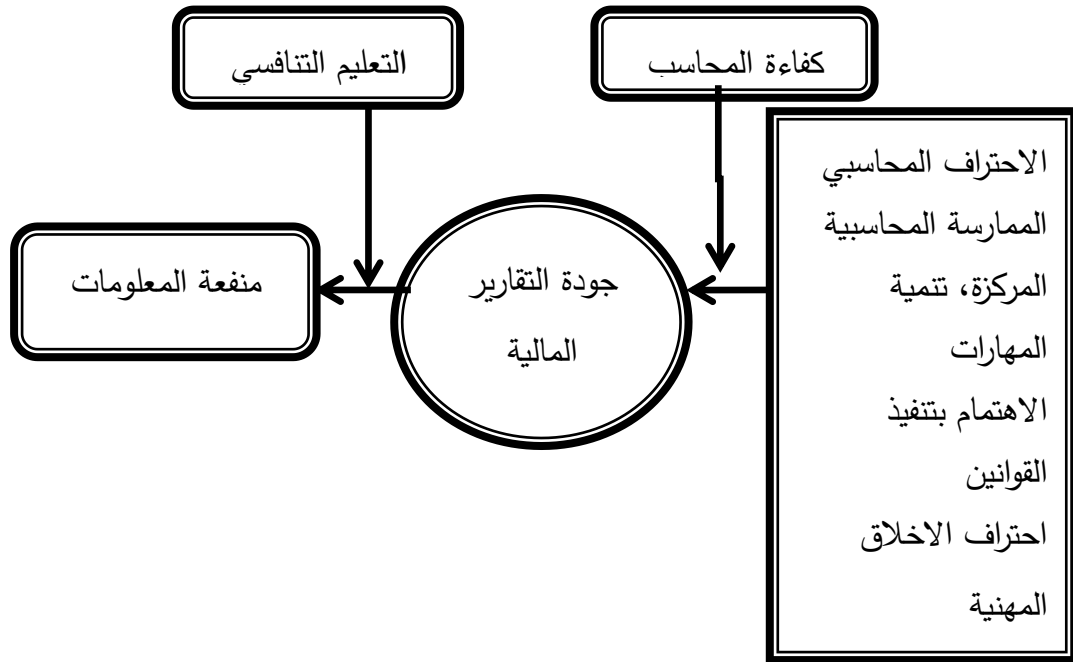 كفاءة المحاسب
التعليم التنافسي
الاحتراف المحاسبي
الممارسة المحاسبية
المركزة، تنمية
المهارات
الاهتمام بتنفيذ
القوانين
احتراف الاخلاق
المهنية
جودة التقارير
المالية
منفعة المعلومات